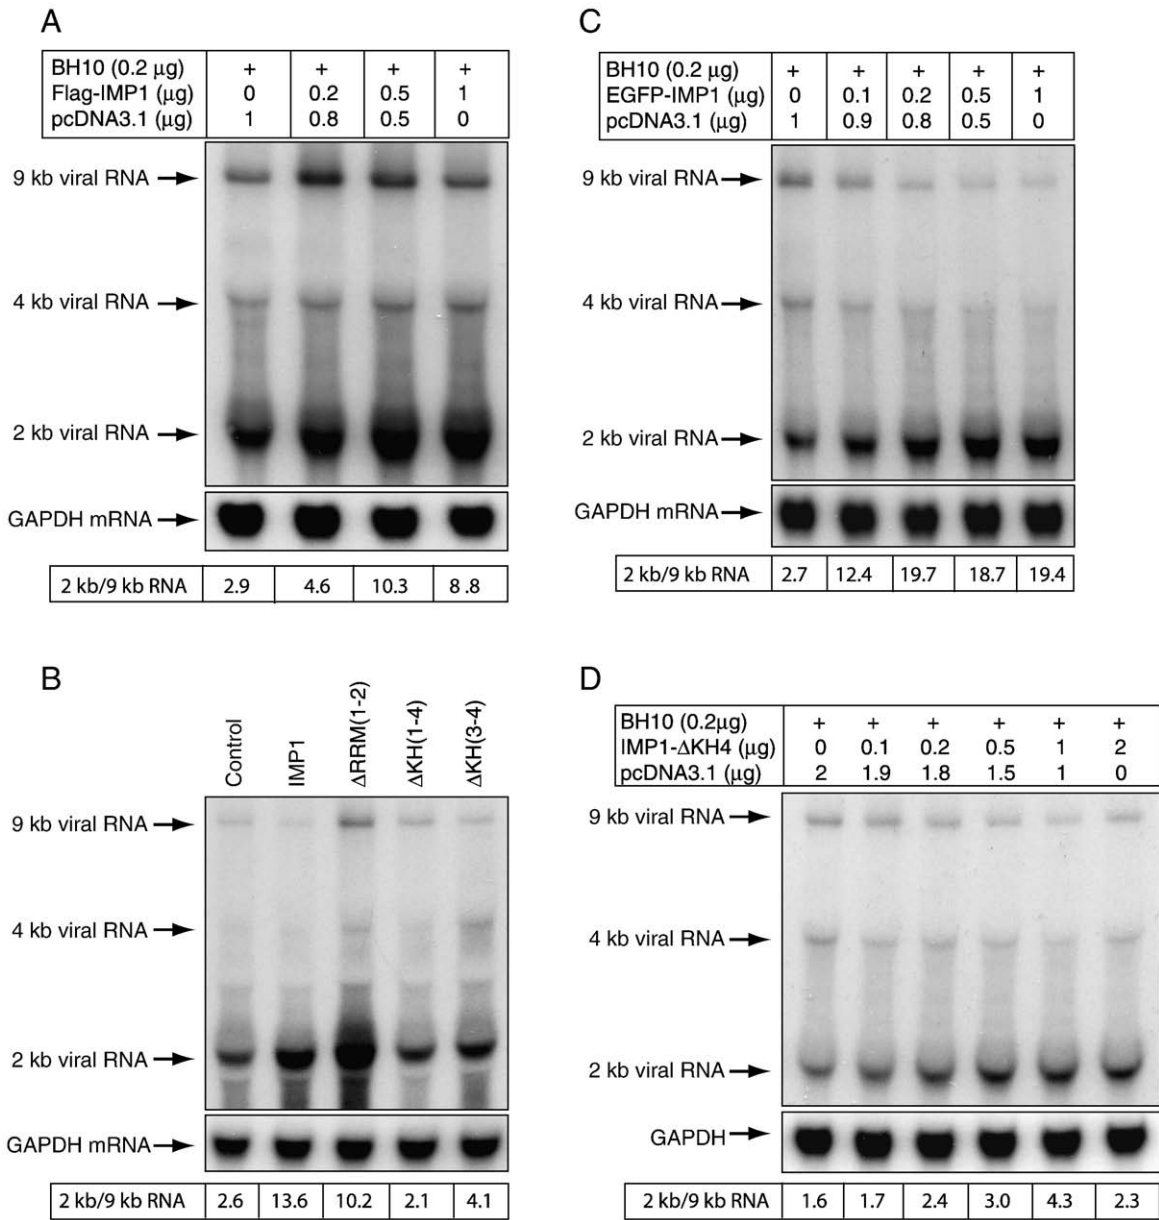 A
BH10 (0.2 μg) + + + +
Flag-IMP1 (μg) 0 0.2 0.5 1
pcDNA3.1 (μg) 1 0.8 0.5 0
9 kb viral RNA
4 kb viral RNA
2 kb viral RNA
GAPDH mRNA
2 kb/9 kb RNA 2.9 4.6 10.3 8.8
C
BH10 (0.2 μg) + + + + +
EGFP-IMP1 (μg) 0 0.1 0.2 0.5 1
pcDNA3.1 (μg) 1 0.9 0.8 0.5 0
9 kb viral RNA
4 kb viral RNA
2 kb viral RNA
GAPDH mRNA
2 kb/9 kb RNA 2.7 12.4 19.7 18.7 19.4
B
Control
IMP1
ΔRRM(1-2)
ΔKH(1-4)
ΔKH(3-4)
9 kb viral RNA
4 kb viral RNA
2 kb viral RNA
GAPDH mRNA
2 kb/9 kb RNA 2.6 13.6 10.2 2.1 4.1
D
BH10 (0.2μg) + + + + + +
IMP1-ΔKH4 (μg) 0 0.1 0.2 0.5 1 2
pcDNA3.1 (μg) 2 1.9 1.8 1.5 1 0
9 kb viral RNA
4 kb viral RNA
2 kb viral RNA
GAPDH
2 kb/9 kb RNA 1.6 1.7 2.4 3.0 4.3 2.3